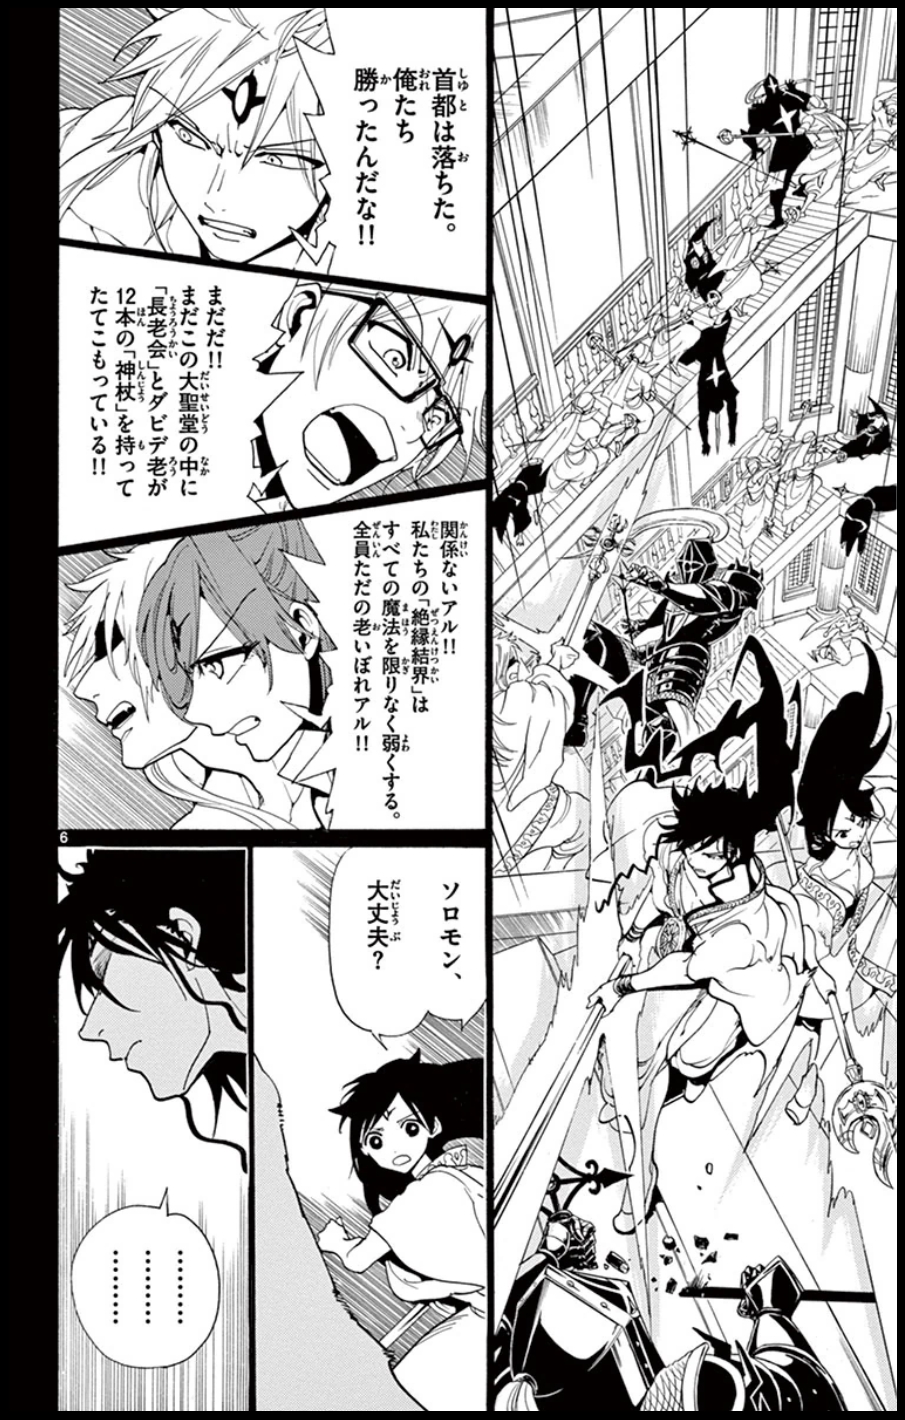 首都は落ちた。
俺たち
勝ったんだな!!
まだだ!!
まだこの大聖堂の中に
「長老会」とダビデ老が
12本の「神杖」を持って
たてこもっている!!
関係ないアル!!
私たちの「絶縁結界」は
すべての魔法を限りなく弱くする。
全員ただの老いぼれアル!!
6
ソロモン、
大丈夫?
………
………
………